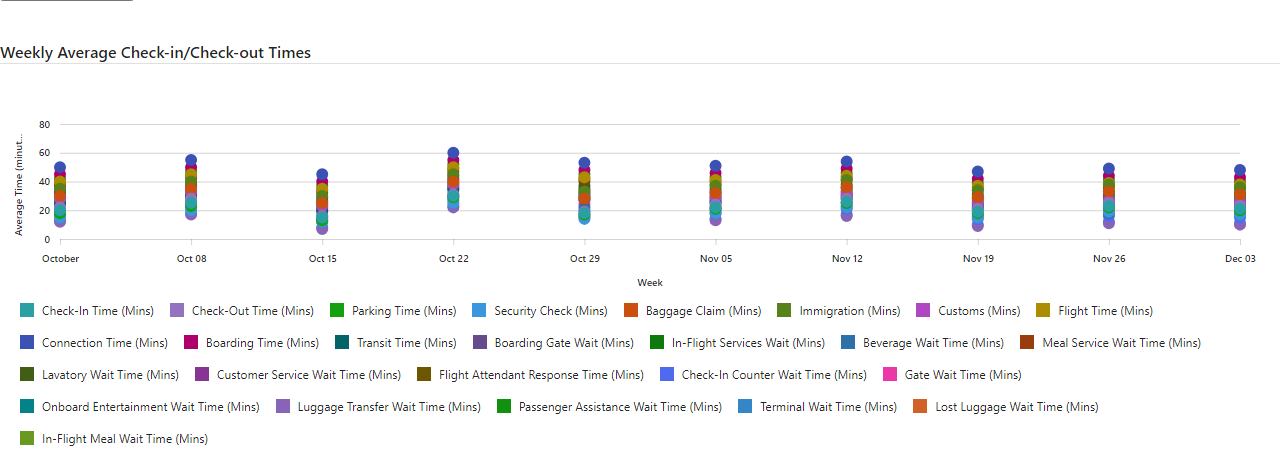 Weekly Average Check-in/Check-out Times
Average Time (minut...
80
60
40
20
0
October Oct 08 Oct 15 Oct 22 Oct 29 Nov 05 Nov 12 Nov 19 Nov 26 Dec 03
Week
Check-In Time (Mins) Check-Out Time (Mins) Parking Time (Mins) Security Check (Mins) Baggage Claim (Mins) Immigration (Mins) Customs (Mins) Flight Time (Mins)
Connection Time (Mins) Boarding Time (Mins) Transit Time (Mins) Boarding Gate Wait (Mins) In-Flight Services Wait (Mins) Beverage Wait Time (Mins) Meal Service Wait Time (Mins)
Lavatory Wait Time (Mins) Customer Service Wait Time (Mins) Flight Attendant Response Time (Mins) Check-In Counter Wait Time (Mins) Gate Wait Time (Mins)
Onboard Entertainment Wait Time (Mins) Luggage Transfer Wait Time (Mins) Passenger Assistance Wait Time (Mins) Terminal Wait Time (Mins) Lost Luggage Wait Time (Mins)
In-Flight Meal Wait Time (Mins)